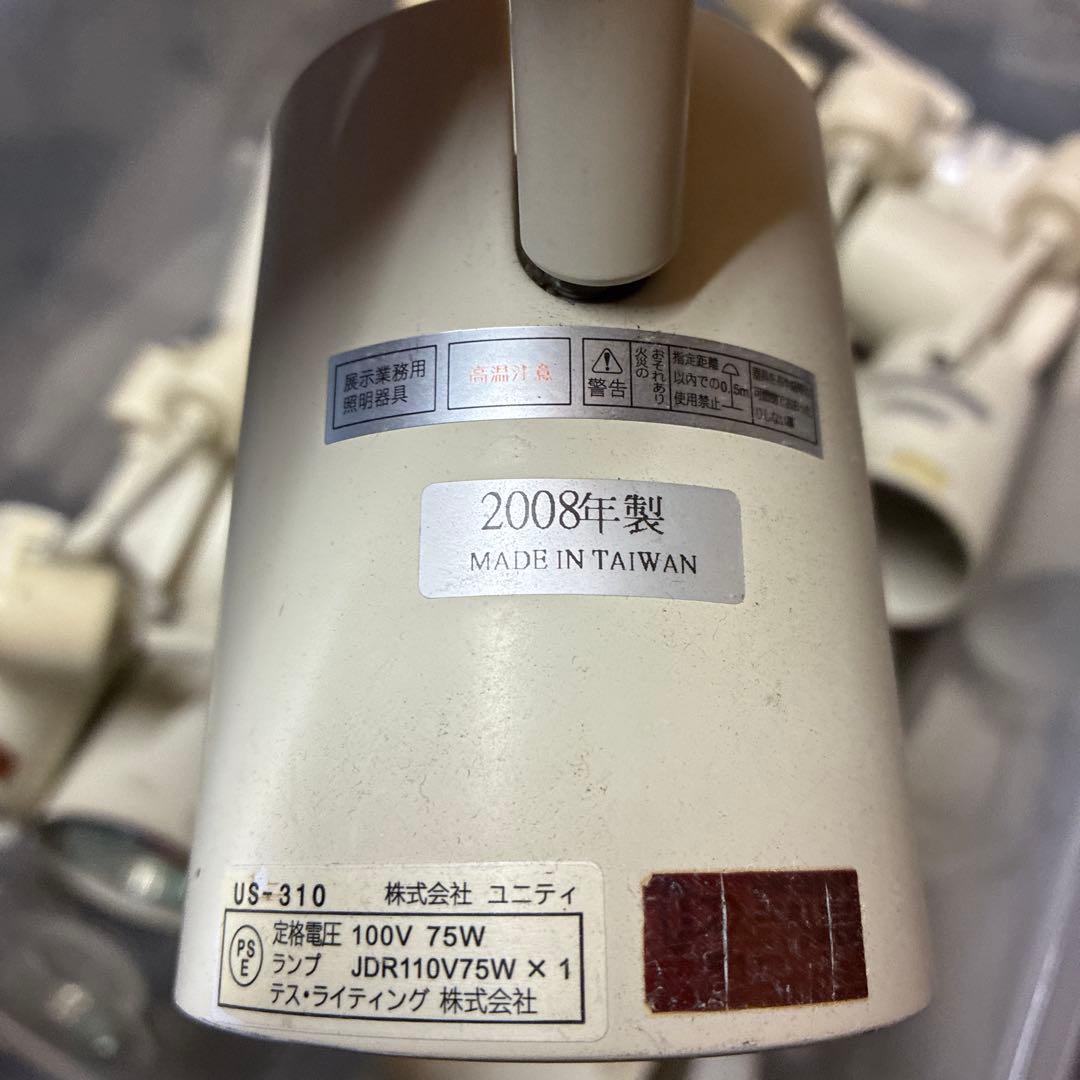 展示業務用
照明器具
高温注意
警告
火災の
おそれあり
指定距離
以内での0.5m
使用禁止
2008年製
MADE IN TAIWAN
US-310 株式会社 ユニティ
PS
E
定格電圧 100V 75W
ランプ JDR110V75W × 1
テス・ライティング 株式会社